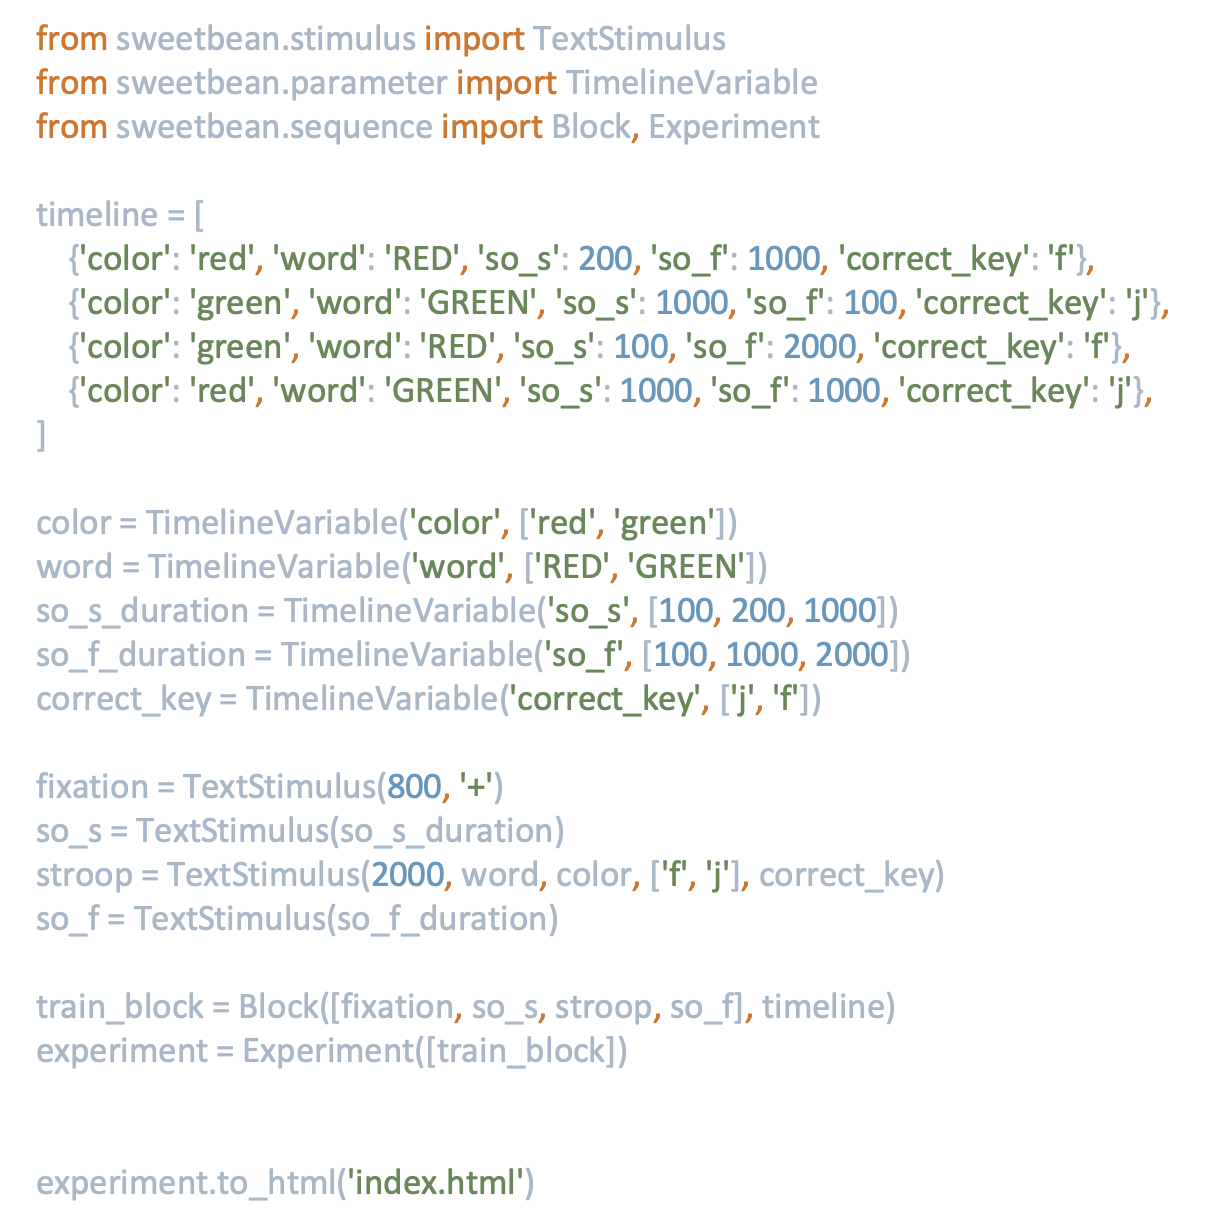 from sweetbean.stimulus import TextStimulus
from sweetbean.parameter import TimelineVariable
from sweetbean.sequence import Block, Experiment
timeline = [
    {'color': 'red', 'word': 'RED', 'so_s': 200, 'so_f': 1000, 'correct_key': 'f'},
    {'color': 'green', 'word': 'GREEN', 'so_s': 1000, 'so_f': 100, 'correct_key': 'j'},
    {'color': 'green', 'word': 'RED', 'so_s': 100, 'so_f': 2000, 'correct_key': 'f'},
    {'color': 'red', 'word': 'GREEN', 'so_s': 1000, 'so_f': 1000, 'correct_key': 'j'},
]
color = TimelineVariable('color', ['red', 'green'])
word = TimelineVariable('word', ['RED', 'GREEN'])
so_s_duration = TimelineVariable('so_s', [100, 200, 1000])
so_f_duration = TimelineVariable('so_f', [100, 1000, 2000])
correct_key = TimelineVariable('correct_key', ['j', 'f'])
fixation = TextStimulus(800, '+')
so_s = TextStimulus(so_s_duration)
stroop = TextStimulus(2000, word, color, ['f', 'j'], correct_key)
so_f = TextStimulus(so_f_duration)
train_block = Block([fixation, so_s, stroop, so_f], timeline)
experiment = Experiment([train_block])
experiment.to_html('index.html')